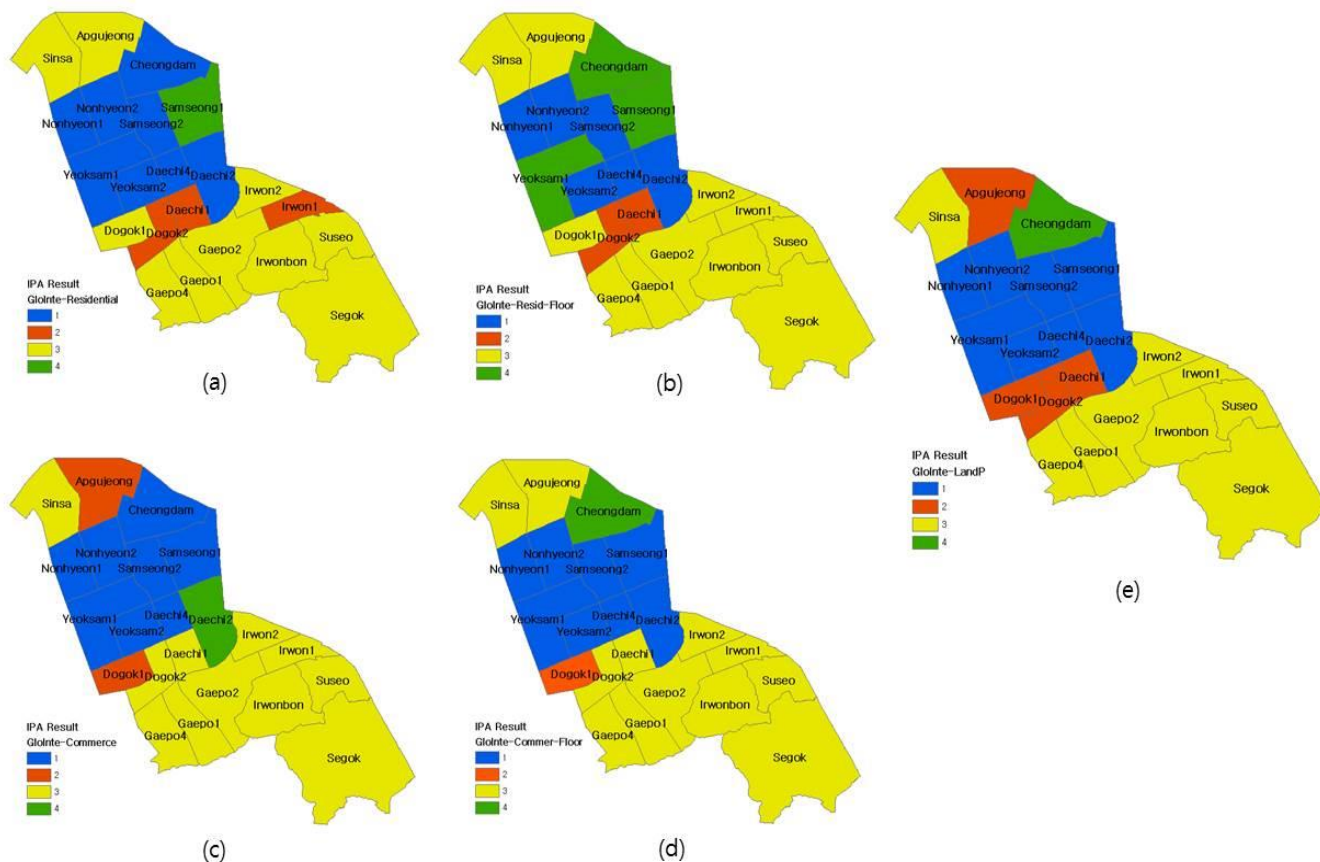 Apgujeong
Sinsa
Cheongdam
Nonhyeon2
Samseong1
Nonhyeon1
Samseong2
Yeoksam1
Daechi4
Daechi2
Yeoksam2
Irwon2
Daechi1
Irwon1
Dogok1
Dogok2
Suseo
Gaepo2
Irwonbon
Gaepo1
Gaepo4
Segok
IPA Result
GloInte-Residential
1
2
3
4
(a)
Apgujeong
Sinsa
Cheongdam
Nonhyeon2
Samseong1
Nonhyeon1
Samseong2
Yeoksam1
Daechi4
Daechi2
Yeoksam2
Irwon2
Daechi1
Irwon1
Dogok1
Dogok2
Suseo
Gaepo2
Irwonbon
Gaepo1
Gaepo4
Segok
IPA Result
GloInte-Resid-Floor
1
2
3
4
(b)
Apgujeong
Sinsa
Cheongdam
Nonhyeon2
Samseong1
Nonhyeon1
Samseong2
Yeoksam1
Daechi4
Daechi2
Yeoksam2
Irwon2
Daechi1
Irwon1
Dogok1
Dogok2
Suseo
Gaepo2
Irwonbon
Gaepo1
Gaepo4
Segok
IPA Result
GloInte-LandP
1
2
3
4
(e)
Apgujeong
Sinsa
Cheongdam
Nonhyeon2
Samseong1
Nonhyeon1
Samseong2
Yeoksam1
Daechi4
Daechi2
Yeoksam2
Irwon2
Daechi1
Irwon1
Dogok1
Dogok2
Suseo
Gaepo2
Irwonbon
Gaepo1
Gaepo4
Segok
IPA Result
GloInte-Commerce
1
2
3
4
(c)
Apgujeong
Sinsa
Cheongdam
Nonhyeon2
Samseong1
Nonhyeon1
Samseong2
Yeoksam1
Daechi4
Daechi2
Yeoksam2
Irwon2
Daechi1
Irwon1
Dogok1
Dogok2
Suseo
Gaepo2
Irwonbon
Gaepo1
Gaepo4
Segok
IPA Result
GloInte-Commer-Floor
1
2
3
4
(d)